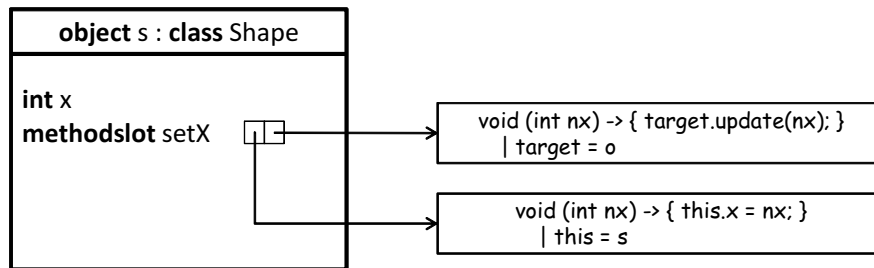 object s : class Shape
int x
methodslot setX
void (int nx) -> { target.update(nx); }
| target = o
void (int nx) -> { this.x = nx; }
| this = s